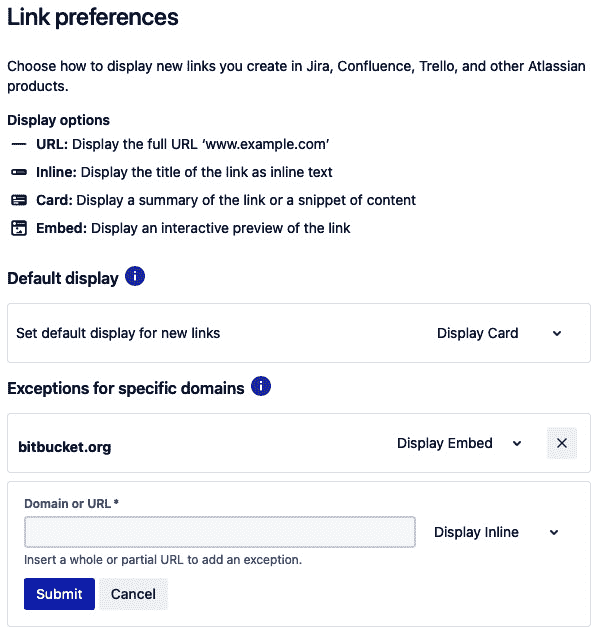 Link preferences
Choose how to display new links you create in Jira, Confluence, Trello, and other Atlassian
products.
Display options
URL: Display the full URL ‘www.example.com’
Inline: Display the title of the link as inline text
Card: Display a summary of the link or a snippet of content
Embed: Display an interactive preview of the link
Default display i
Set default display for new links Display Card
Exceptions for specific domains i
bitbucket.org Display Embed
Domain or URL*
Display Inline
Insert a whole or partial URL to add an exception.
Submit Cancel